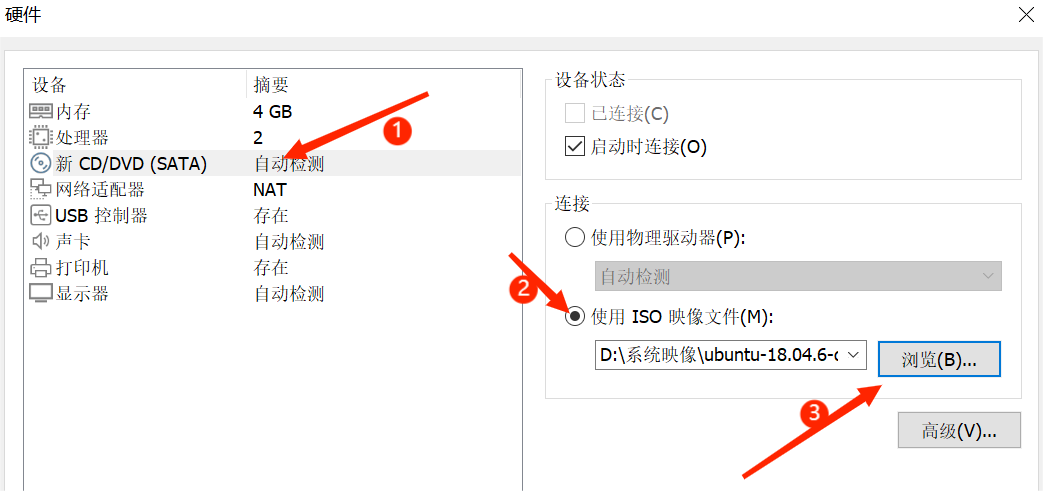 硬件
设备 摘要
内存 4 GB
处理器 2
新 CD/DVD (SATA) 自动检测
网络适配器 NAT
USB 控制器 存在
声卡 自动检测
打印机 存在
显示器 自动检测
1
设备状态
已连接(C)
启动时连接(O)
连接
使用物理驱动器(P):
自动检测
2
使用 ISO 映像文件(M):
D:\系统映像\ubuntu-18.04.6-d
浏览(B)...
3
高级(V)...